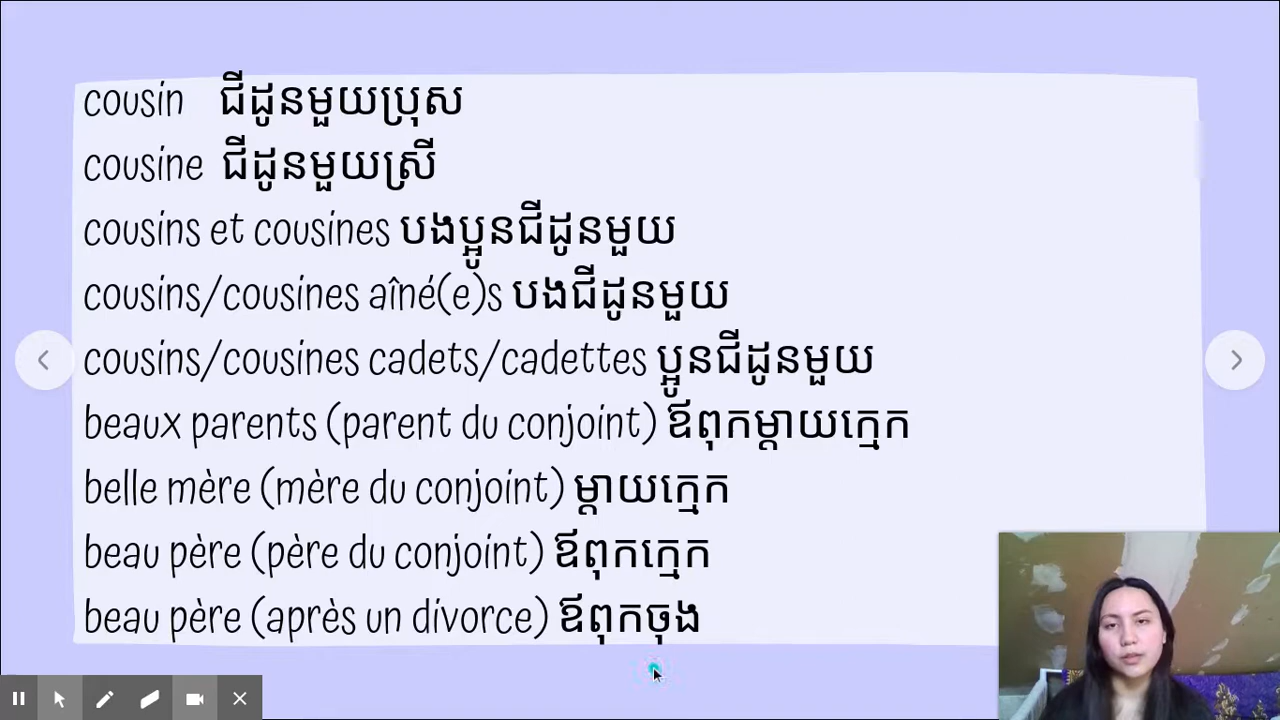 cousin ជីដូនមួយប្រុស
cousine ជីដូនមួយស្រី
cousins et cousines បងប្អូនជីដូនមួយ
cousins/cousines aîné(e)s បងជីដូនមួយ
cousins/cousines cadets/cadettes ប្អូនជីដូនមួយ
beaux parents (parent du conjoint) ឪពុកម្តាយក្មេក
belle mère (mère du conjoint) ម្តាយក្មេក
beau père (père du conjoint) ឪពុកក្មេក
beau père (après un divorce) ឪពុកចុង